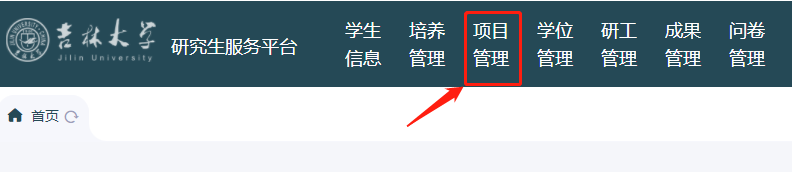 吉林大学
Jilin University
研究生服务平台
学生
信息
培养
管理
项目
管理
学位
管理
研工
管理
成果
管理
问卷
管理
首页